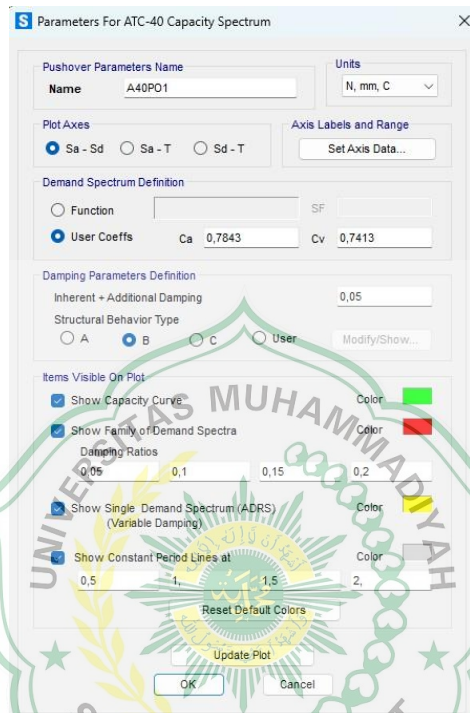 S Parameters For ATC-40 Capacity Spectrum
Pushover Parameters Name
Name A40PO1
Units
N, mm, C
Plot Axes
Sa - Sd Sa - T Sd - T
Axis Labels and Range
Set Axis Data...
Demand Spectrum Definition
Function SF
User Coeffs Ca 0,7843 Cv 0,7413
Damping Parameters Definition
Inherent + Additional Damping 0,05
Structural Behavior Type
A B C User Modify/Show...
Items Visible On Plot
Show Capacity Curve Color
Show Family of Demand Spectra Color
Damping Ratios
0,05 0,1 0,15 0,2
Show Single Demand Spectrum (ADRS) Color
(Variable Damping)
Show Constant Period Lines at Color
0,5 1, 1,5 2,
Reset Default Colors
Update Plot
OK Cancel
UNIVERSITAS MUHAMMADIYAH